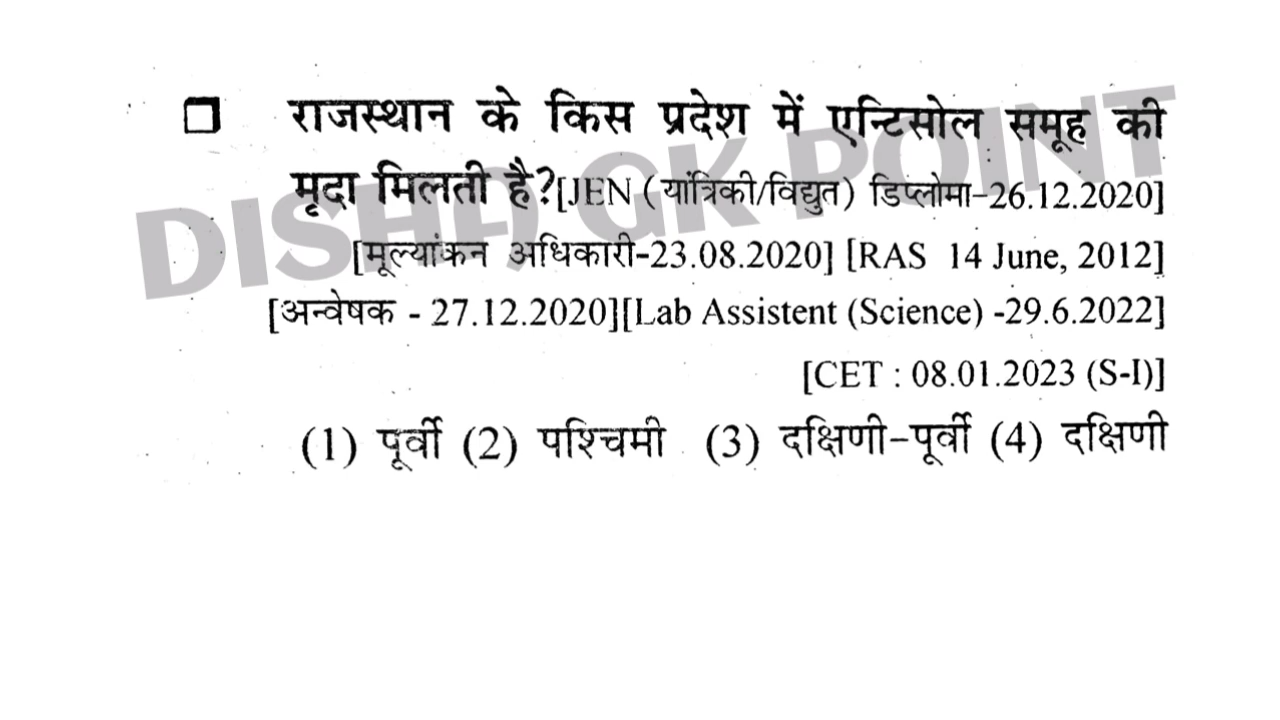 राजस्थान के किस प्रदेश में एन्टिसोल समूह की
मृदा मिलती है?[JEN (यांत्रिकी/विद्युत) डिप्लोमा-26.12.2020]
[मूल्यांकन अधिकारी-23.08.2020] [RAS 14 June, 2012]
[अन्वेषक - 27.12.2020][Lab Assistent (Science) -29.6.2022]
[CET : 08.01.2023 (S-I)]
(1) पूर्वी (2) पश्चिमी (3) दक्षिणी-पूर्वी (4) दक्षिणी
DISHA GK POINT